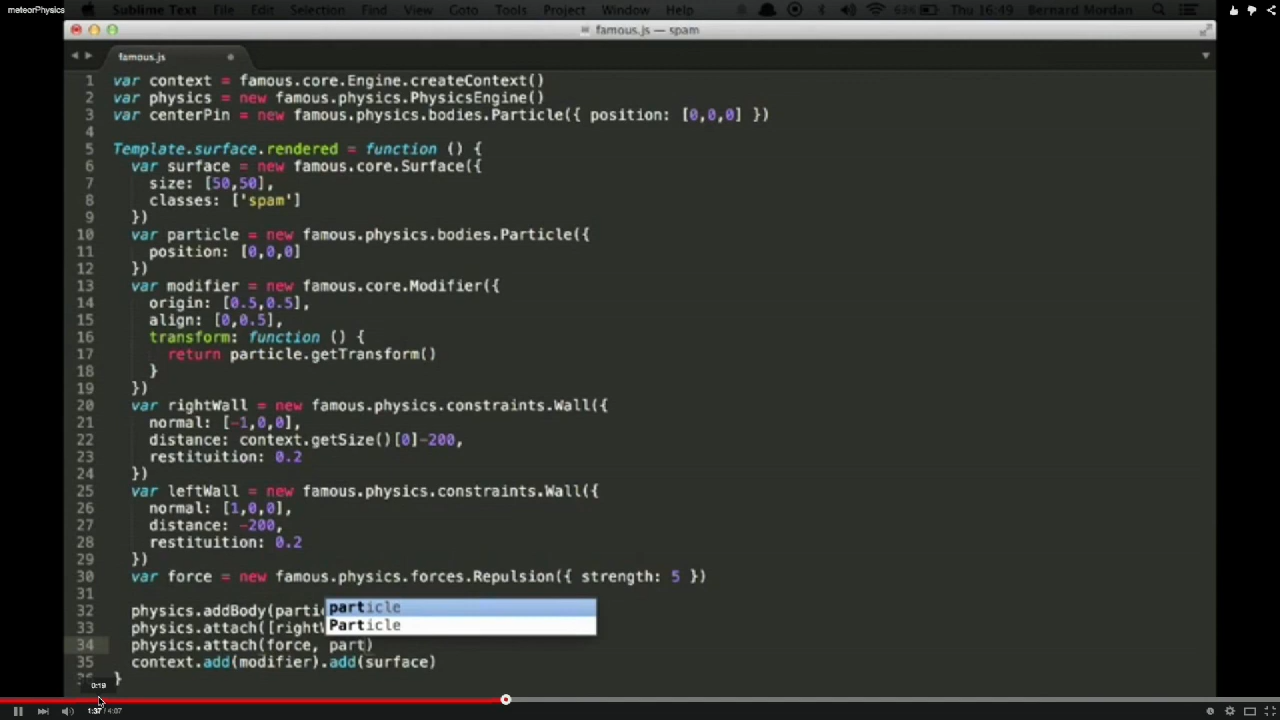 meteorPhysics
Sublime Text File Edit Selection Find View Goto Tools Project Window Help 63% Thu 16:49 Bernard Mordan
famous.js — spam
famous.js
1 var context = famous.core.Engine.createContext()
2 var physics = new famous.physics.PhysicsEngine()
3 var centerPin = new famous.physics.bodies.Particle({ position: [0,0,0] })
4
5 Template.surface.rendered = function () {
6 var surface = new famous.core.Surface({
7 size: [50,50],
8 classes: ['spam']
9 })
10 var particle = new famous.physics.bodies.Particle({
11 position: [0,0,0]
12 })
13 var modifier = new famous.core.Modifier({
14 origin: [0.5,0.5],
15 align: [0,0.5],
16 transform: function () {
17 return particle.getTransform()
18 }
19 })
20 var rightWall = new famous.physics.constraints.Wall({
21 normal: [-1,0,0],
22 distance: context.getSize()[0]-200,
23 restituition: 0.2
24 })
25 var leftWall = new famous.physics.constraints.Wall({
26 normal: [1,0,0],
27 distance: -200,
28 restituition: 0.2
29 })
30 var force = new famous.physics.forces.Repulsion({ strength: 5 })
31
32 physics.addBody(partic
particle
33 physics.attach([right
Particle
34 physics.attach(force, part)
35 context.add(modifier).add(surface)
}
0:19
1:37 / 4:07